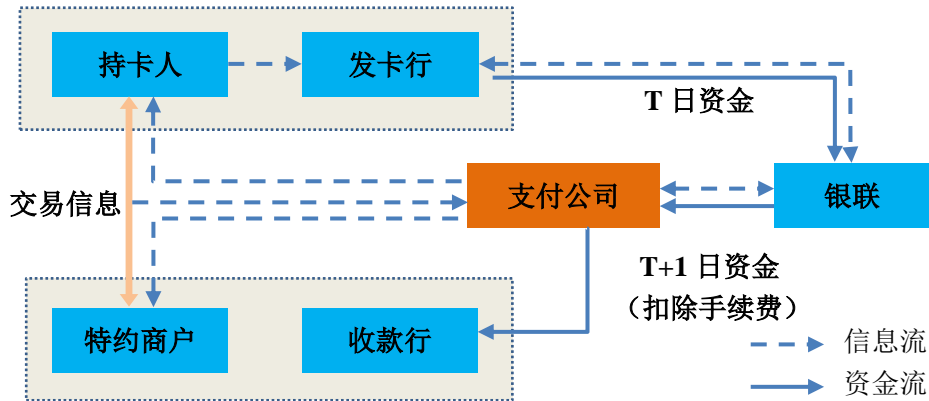 持卡人
发卡行
T 日资金
支付公司
银联
交易信息
T+1 日资金
（扣除手续费）
特约商户
收款行
信息流
资金流